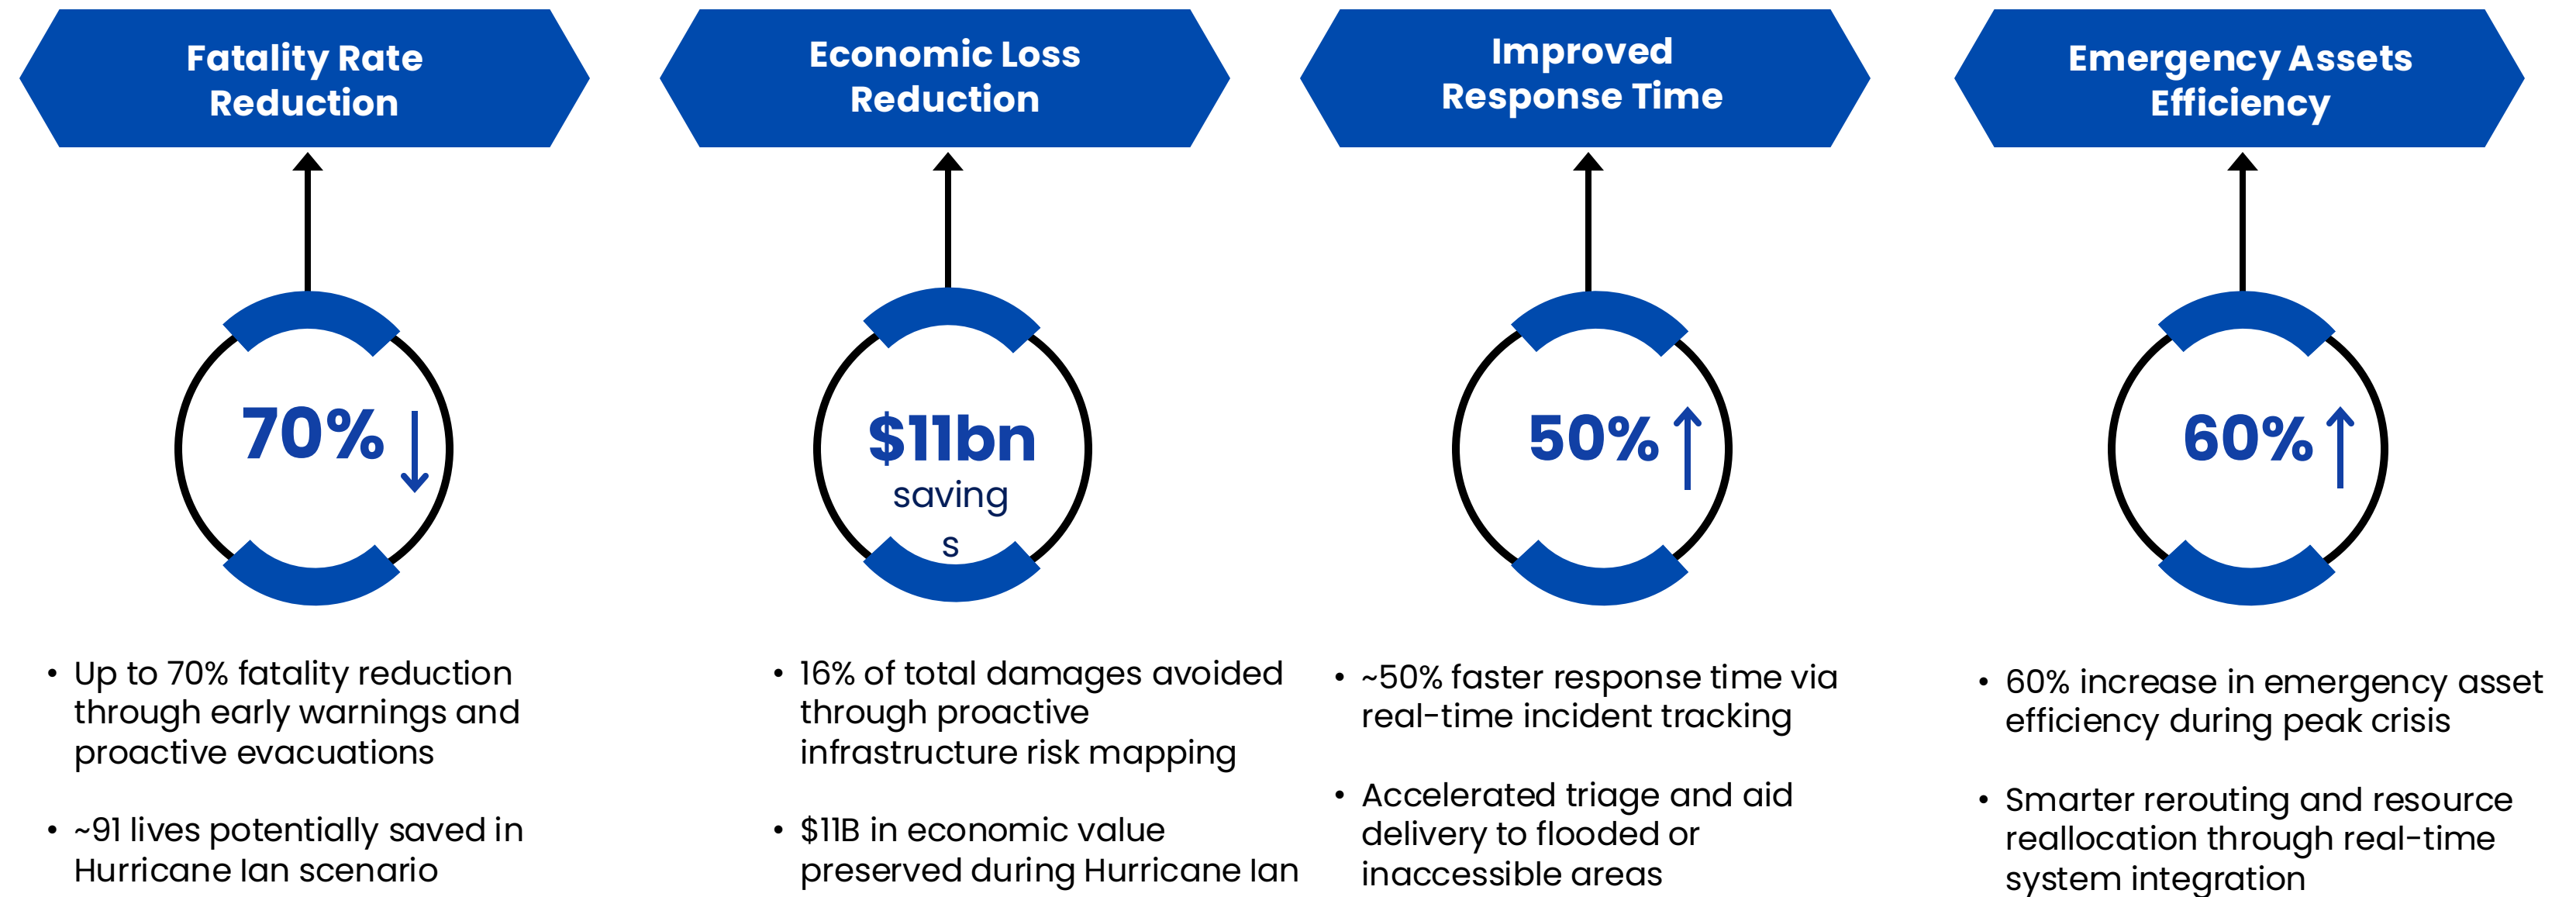 Fatality Rate
Reduction
70%
• Up to 70% fatality reduction
through early warnings and
proactive evacuations
• ~91 lives potentially saved in
Hurricane Ian scenario
Economic Loss
Reduction
$11bn
saving
s
• 16% of total damages avoided
through proactive
infrastructure risk mapping
• $11B in economic value
preserved during Hurricane Ian
Improved
Response Time
50%
• ~50% faster response time via
real-time incident tracking
• Accelerated triage and aid
delivery to flooded or
inaccessible areas
Emergency Assets
Efficiency
60%
• 60% increase in emergency asset
efficiency during peak crisis
• Smarter rerouting and resource
reallocation through real-time
system integration